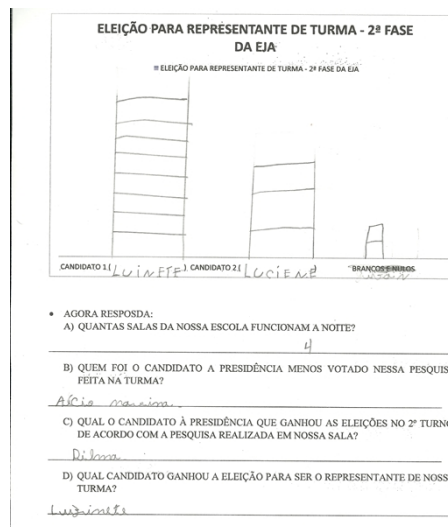 ELEIÇÃO PARA REPRESENTANTE DE TURMA - 2ª FASE
DA EJA
ELEIÇÃO PARA REPRESENTANTE DE TURMA - 2ª FASE DA EJA
CANDIDATO 1 ( LUINETE ) CANDIDATO 2 ( LUCIENE BRANCOS E NULOS
• AGORA RESPOSDA:
A) QUANTAS SALAS DA NOSSA ESCOLA FUNCIONAM A NOITE?
4
B) QUEM FOI O CANDIDATO A PRESIDÊNCIA MENOS VOTADO NESSA PESQUIS
FEITA NA TURMA?
C) QUAL O CANDIDATO À PRESIDÊNCIA QUE GANHOU AS ELEIÇÕES NO 2º TURN
DE ACORDO COM A PESQUISA REALIZADA EM NOSSA SALA?
Dilma
D) QUAL CANDIDATO GANHOU A ELEIÇÃO PARA SER O REPRESENTANTE DE NOSS
TURMA?